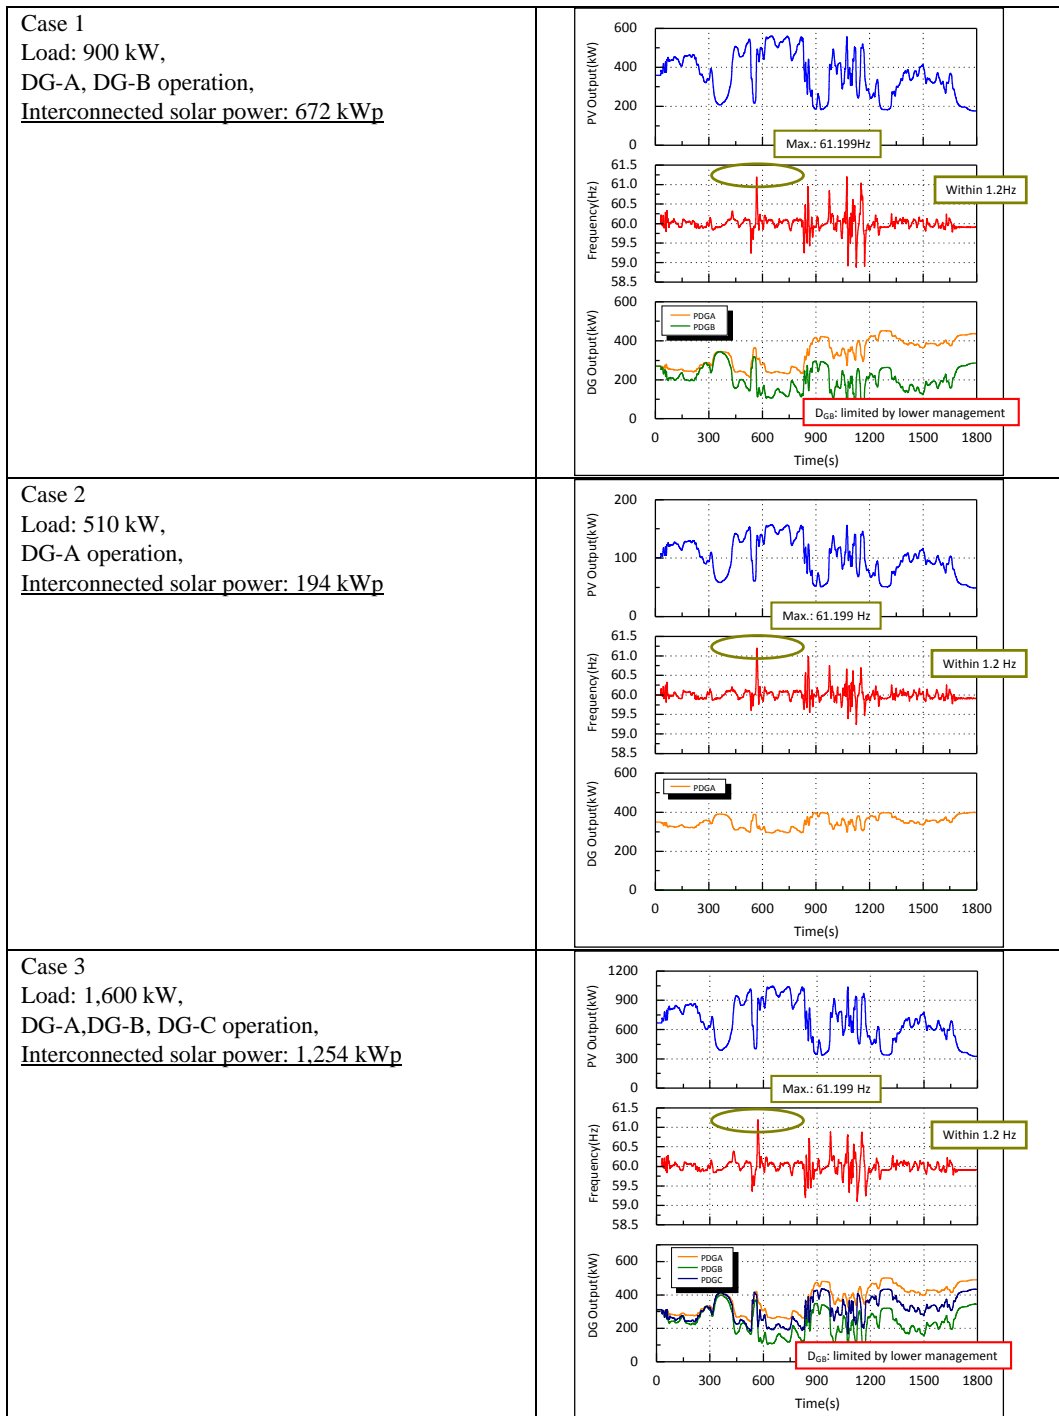 Case 1
Load: 900 kW,
DG-A, DG-B operation,
Interconnected solar power: 672 kWp
PV Output(kW)
600
400
200
0
Max.: 61.199Hz
Frequency(Hz)
61.5
61.0
60.5
60.0
59.5
59.0
58.5
Within 1.2Hz
DG Output(kW)
600
400
200
0
PDGA
PDGB
DGB: limited by lower management
0 300 600 900 1200 1500 1800
Time(s)
Case 2
Load: 510 kW,
DG-A operation,
Interconnected solar power: 194 kWp
PV Output(kW)
200
100
0
Max.: 61.199 Hz
Frequency(Hz)
61.5
61.0
60.5
60.0
59.5
59.0
58.5
Within 1.2 Hz
DG Output(kW)
600
400
200
0
PDGA
0 300 600 900 1200 1500 1800
Time(s)
Case 3
Load: 1,600 kW,
DG-A,DG-B, DG-C operation,
Interconnected solar power: 1,254 kWp
PV Output(kW)
1200
900
600
300
0
Max.: 61.199 Hz
Frequency(Hz)
61.5
61.0
60.5
60.0
59.5
59.0
58.5
Within 1.2 Hz
DG Output(kW)
600
400
200
0
PDGA
PDGB
PDGC
DGB: limited by lower management
0 300 600 900 1200 1500 1800
Time(s)